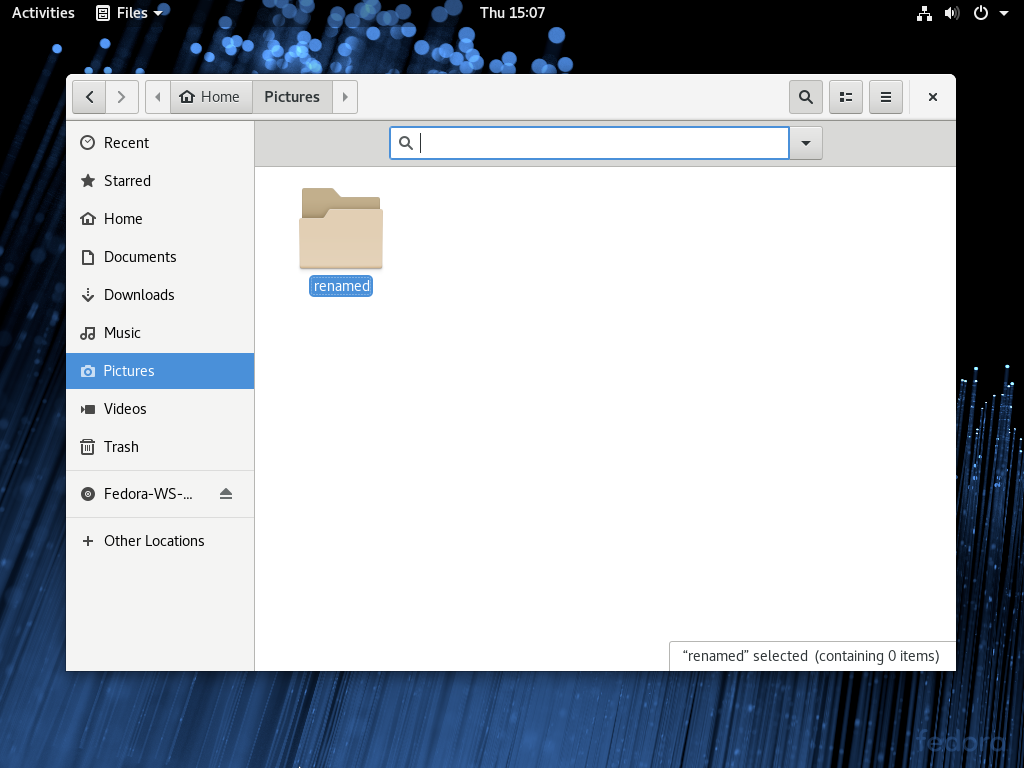 Activities Files Thu 15:07
Home Pictures
Recent
Starred
Home
Documents
Downloads
Music
Pictures
Videos
Trash
Fedora-WS-...
Other Locations
renamed
“renamed” selected (containing 0 items)
fedora